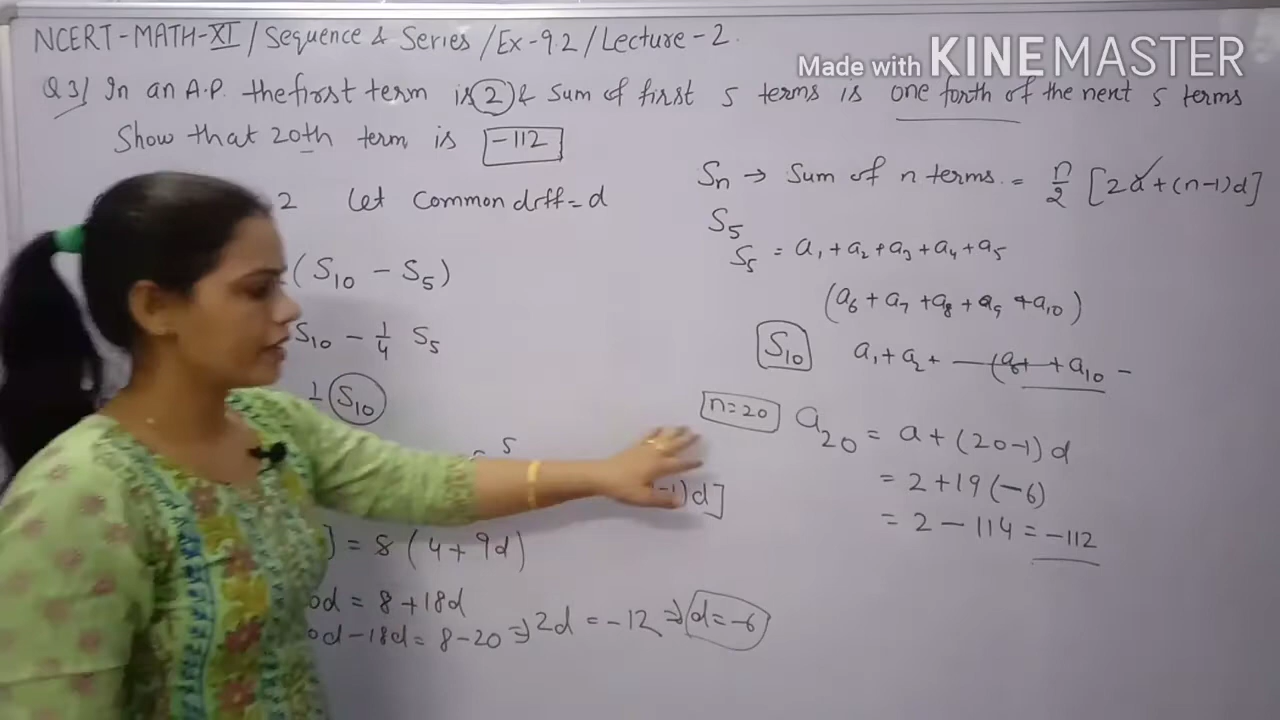 NCERT-MATH-XI / Sequence & Series / Ex-9.2 / Lecture-2.
Made with KINEMASTER
Q 3) In an A.P. the first term is 2 & Sum of first 5 terms is one forth of the next 5 terms
Show that 20th term is -112
2 Let Common diff = d
(S10 - S5)
S10 - 1/4 S5
S10
5
-1)d]
] = 8 (4+9d)
0d = 8+18d
0d-18d = 8-20 ⇒ 2d = -12 ⇒ d=-6
Sn → Sum of n terms. = n/2 [2a+(n-1)d]
S5
S5 = a1+a2+a3+a4+a5
(a6+a7+a8+a9+a10)
S10 a1+a2+ —(a6+ +a10 -
n=20 a20 = a+(20-1)d
= 2+19(-6)
= 2-114 = -112